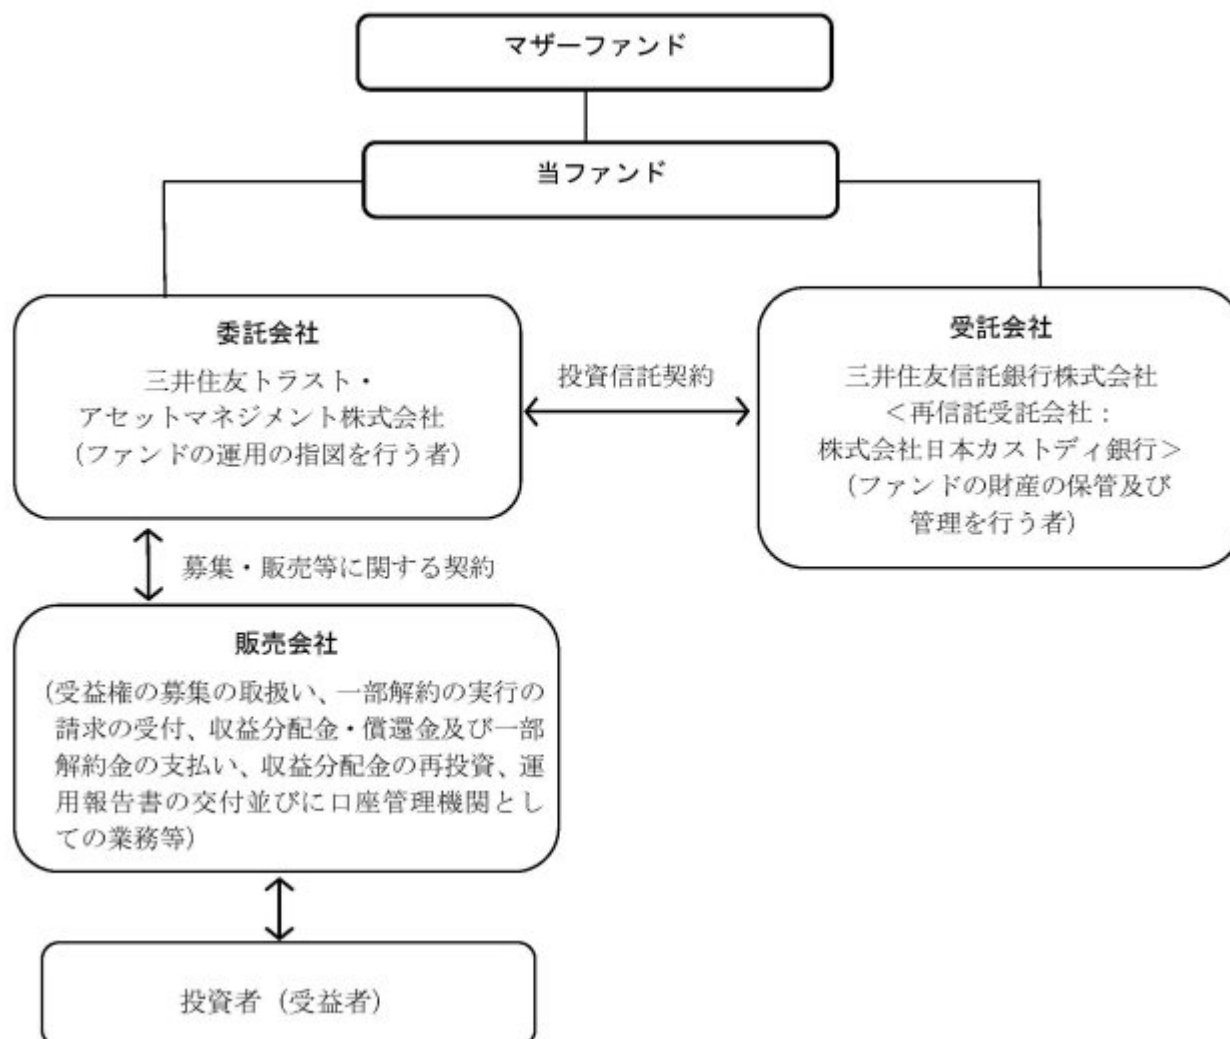 マザーファンド
当ファンド
委託会社
三井住友トラスト・
アセットマネジメント株式会社
（ファンドの運用の指図を行う者）
投資信託契約
受託会社
三井住友信託銀行株式会社
＜再信託受託会社：
株式会社日本カストディ銀行＞
（ファンドの財産の保管及び
管理を行う者）
募集・販売等に関する契約
販売会社
（受益権の募集の取扱い、一部解約の実行の
請求の受付、収益分配金・償還金及び一部
解約金の支払い、収益分配金の再投資、運
用報告書の交付並びに口座管理機関とし
ての業務等）
投資者（受益者）